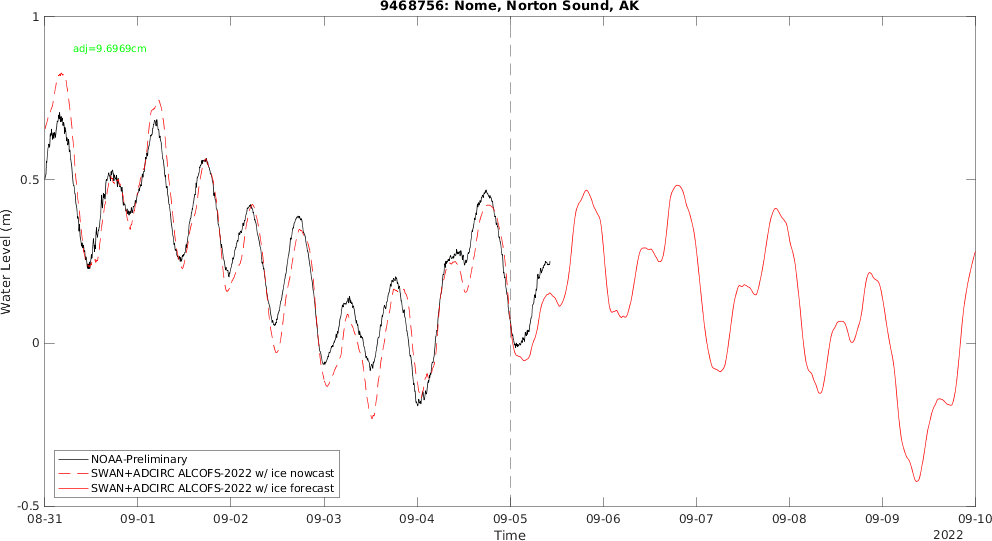 9468756: Nome, Norton Sound, AK
adj=9.6969cm
Water Level (m)
1
0.5
0
-0.5
NOAA-Preliminary
SWAN+ADCIRC ALCOFS-2022 w/ ice nowcast
SWAN+ADCIRC ALCOFS-2022 w/ ice forecast
08-31 09-01 09-02 09-03 09-04 09-05 09-06 09-07 09-08 09-09 09-10
Time
2022